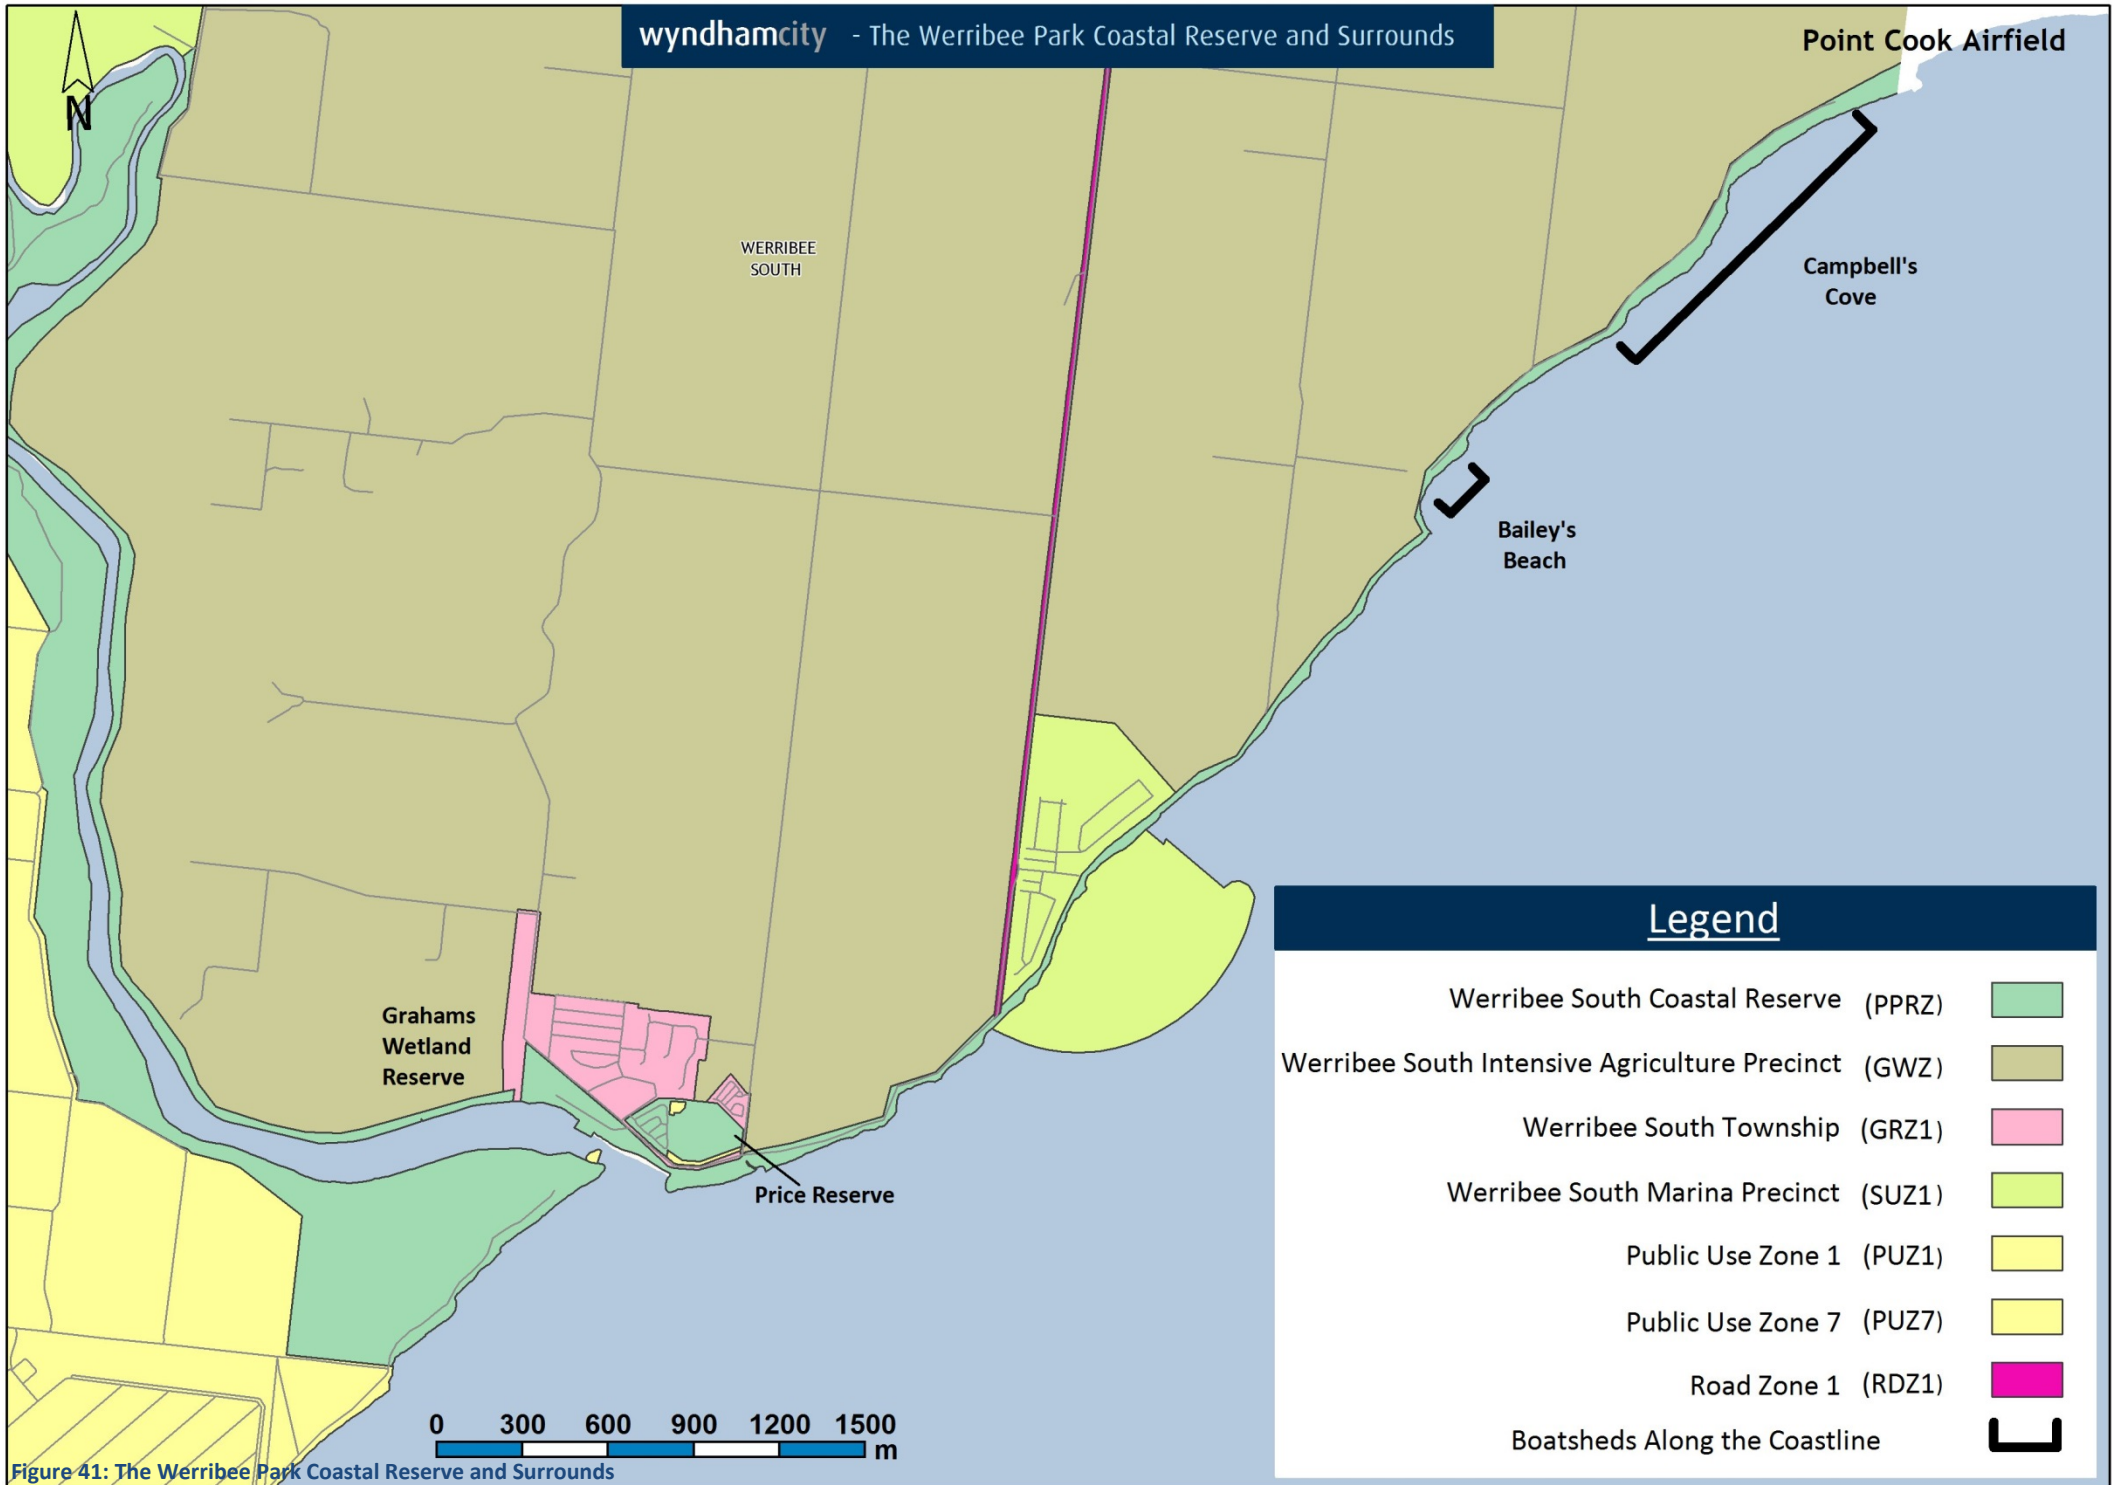 wyndhamcity - The Werribee Park Coastal Reserve and Surrounds
Point Cook Airfield
N
WERRIBEE
SOUTH
Campbell's
Cove
Bailey's
Beach
Grahams
Wetland
Reserve
Price Reserve
Legend
Werribee South Coastal Reserve (PPRZ)
Werribee South Intensive Agriculture Precinct (GWZ)
Werribee South Township (GRZ1)
Werribee South Marina Precinct (SUZ1)
Public Use Zone 1 (PUZ1)
Public Use Zone 7 (PUZ7)
Road Zone 1 (RDZ1)
Boatsheds Along the Coastline
0 300 600 900 1200 1500
m
Figure 41: The Werribee Park Coastal Reserve and Surrounds